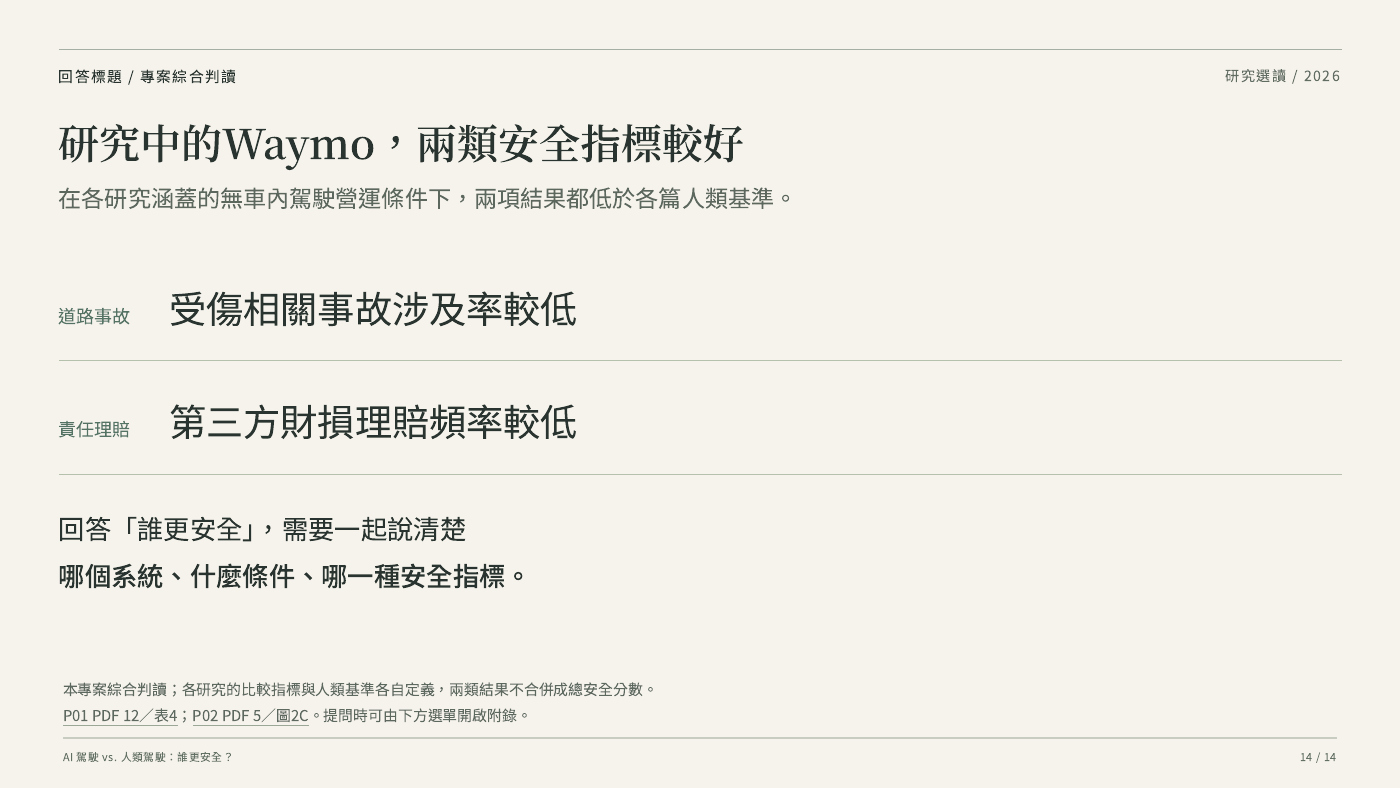 回答標題 / 專案綜合判讀
研究選讀 / 2026
研究中的Waymo，兩類安全指標較好
在各研究涵蓋的無車內駕駛營運條件下，兩項結果都低於各篇人類基準。
道路事故 受傷相關事故涉及率較低
責任理賠 第三方財損理賠頻率較低
回答「誰更安全」，需要一起說清楚
哪個系統、什麼條件、哪一種安全指標。
本專案綜合判讀；各研究的比較指標與人類基準各自定義，兩類結果不合併成總安全分數。
P01 PDF 12／表4；P02 PDF 5／圖2C。提問時可由下方選單開啟附錄。
AI 駕駛 vs. 人類駕駛：誰更安全？
14 / 14